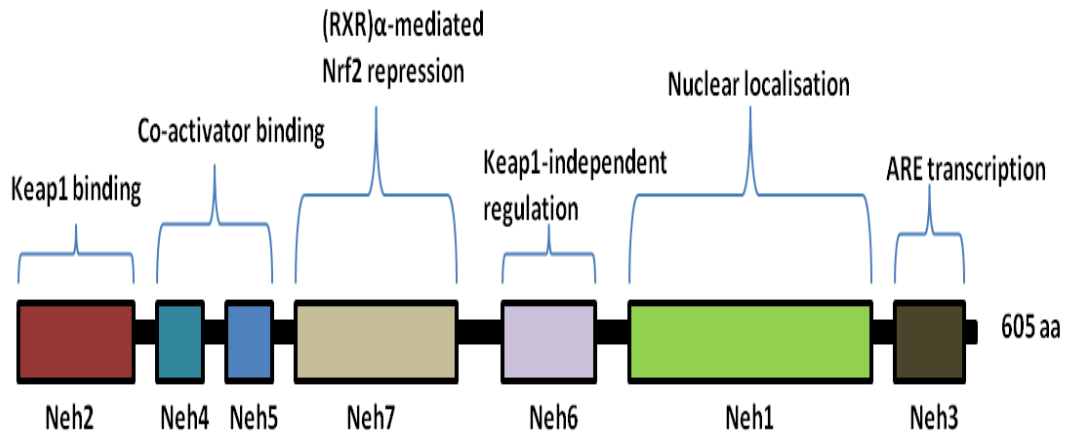 (RXR)α-mediated
Nrf2 repression
Nuclear localisation
Co-activator binding
Keap1-independent
regulation
ARE transcription
Keap1 binding
605 aa
Neh2 Neh4 Neh5 Neh7 Neh6 Neh1 Neh3